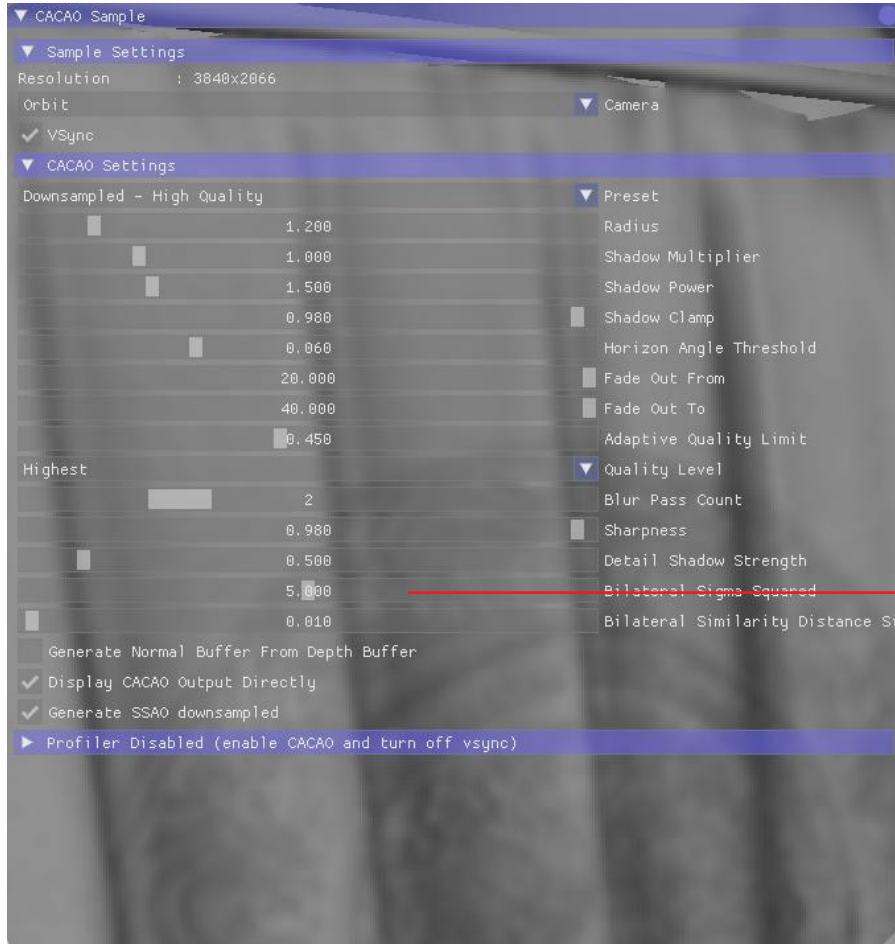 CACAO Sample
Sample Settings
Resolution : 3840x2066
Orbit Camera
VSync
CACAO Settings
Downsampled - High Quality Preset
1.200 Radius
1.000 Shadow Multiplier
1.500 Shadow Power
0.980 Shadow Clamp
0.060 Horizon Angle Threshold
20.000 Fade Out From
40.000 Fade Out To
0.450 Adaptive Quality Limit
Highest Quality Level
2 Blur Pass Count
0.980 Sharpness
0.500 Detail Shadow Strength
5.000 Bilateral Sigma Squared
0.010 Bilateral Similarity Distance
Generate Normal Buffer From Depth Buffer
Display CACAO Output Directly
Generate SSAO downsampled
Profiler Disabled (enable CACAO and turn off vsync)